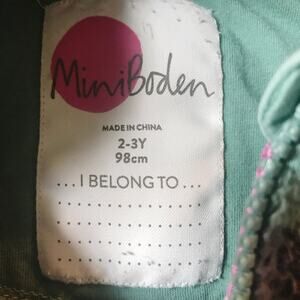 MiniBoden
MADE IN CHINA
2-3Y
98cm
...I BELONG TO...